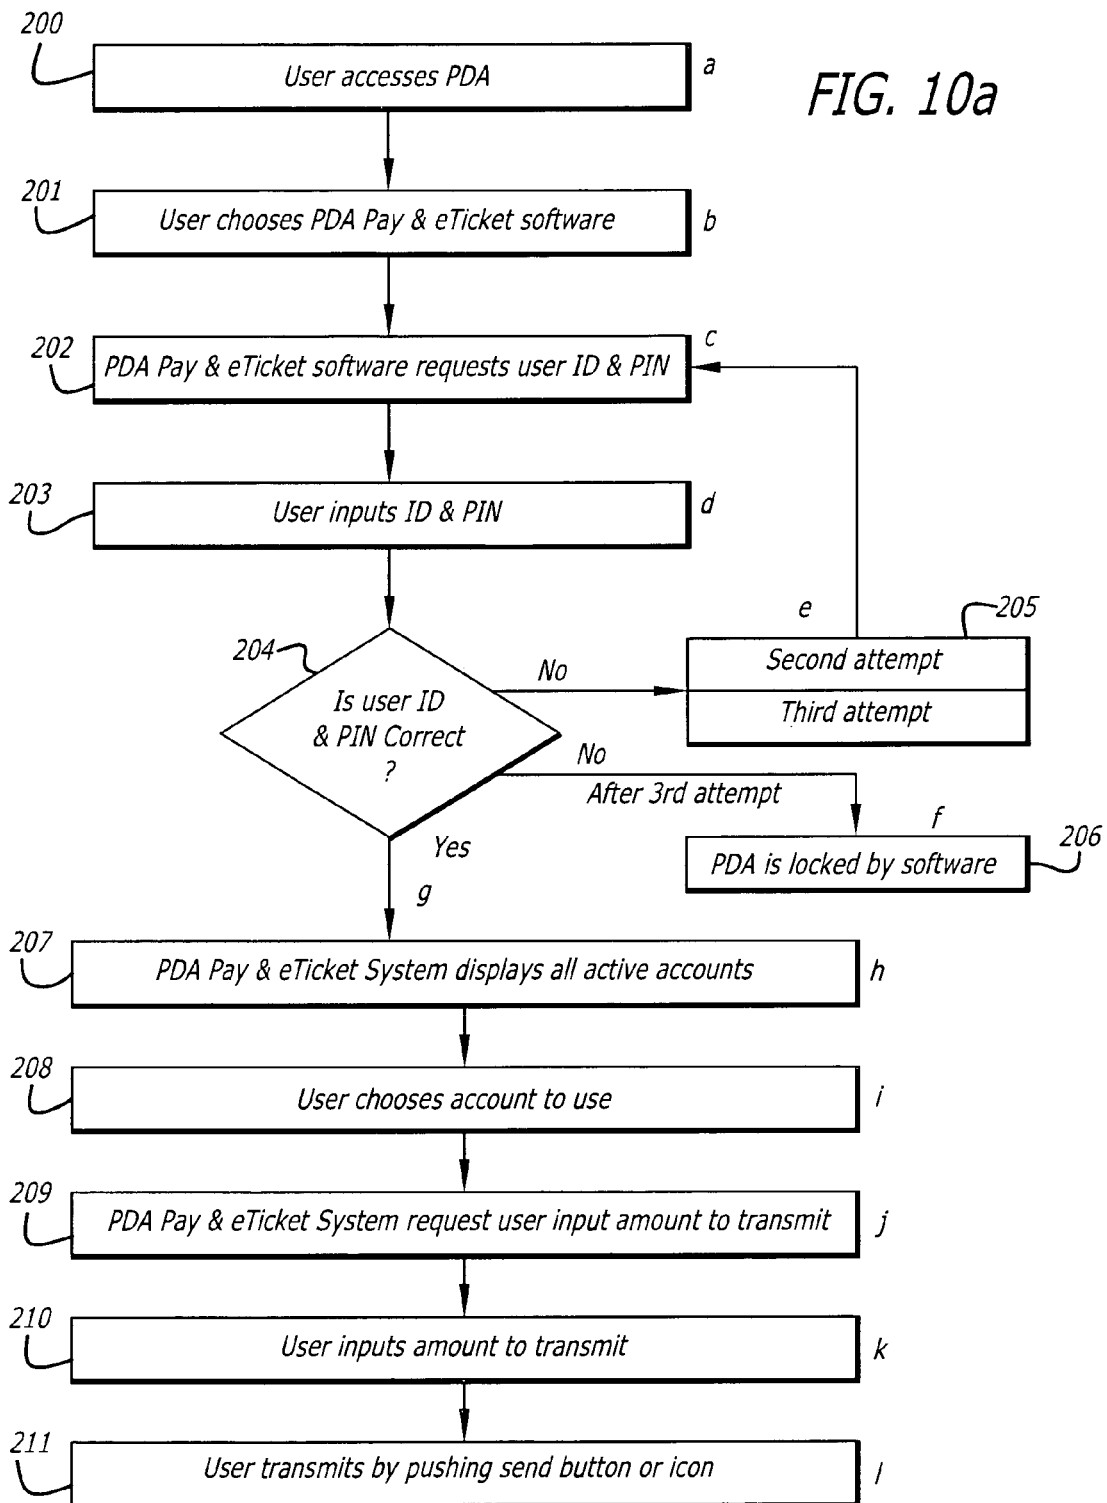 200
User accesses PDA
a
FIG. 10a
201
User chooses PDA Pay & eTicket software
b
202
PDA Pay & eTicket software requests user ID & PIN
c
203
User inputs ID & PIN
d
204
Is user ID
& PIN Correct
?
No
e
205
Second attempt
Third attempt
No
After 3rd attempt
f
PDA is locked by software
206
Yes
g
207
PDA Pay & eTicket System displays all active accounts
h
208
User chooses account to use
i
209
PDA Pay & eTicket System request user input amount to transmit
j
210
User inputs amount to transmit
k
211
User transmits by pushing send button or icon
l